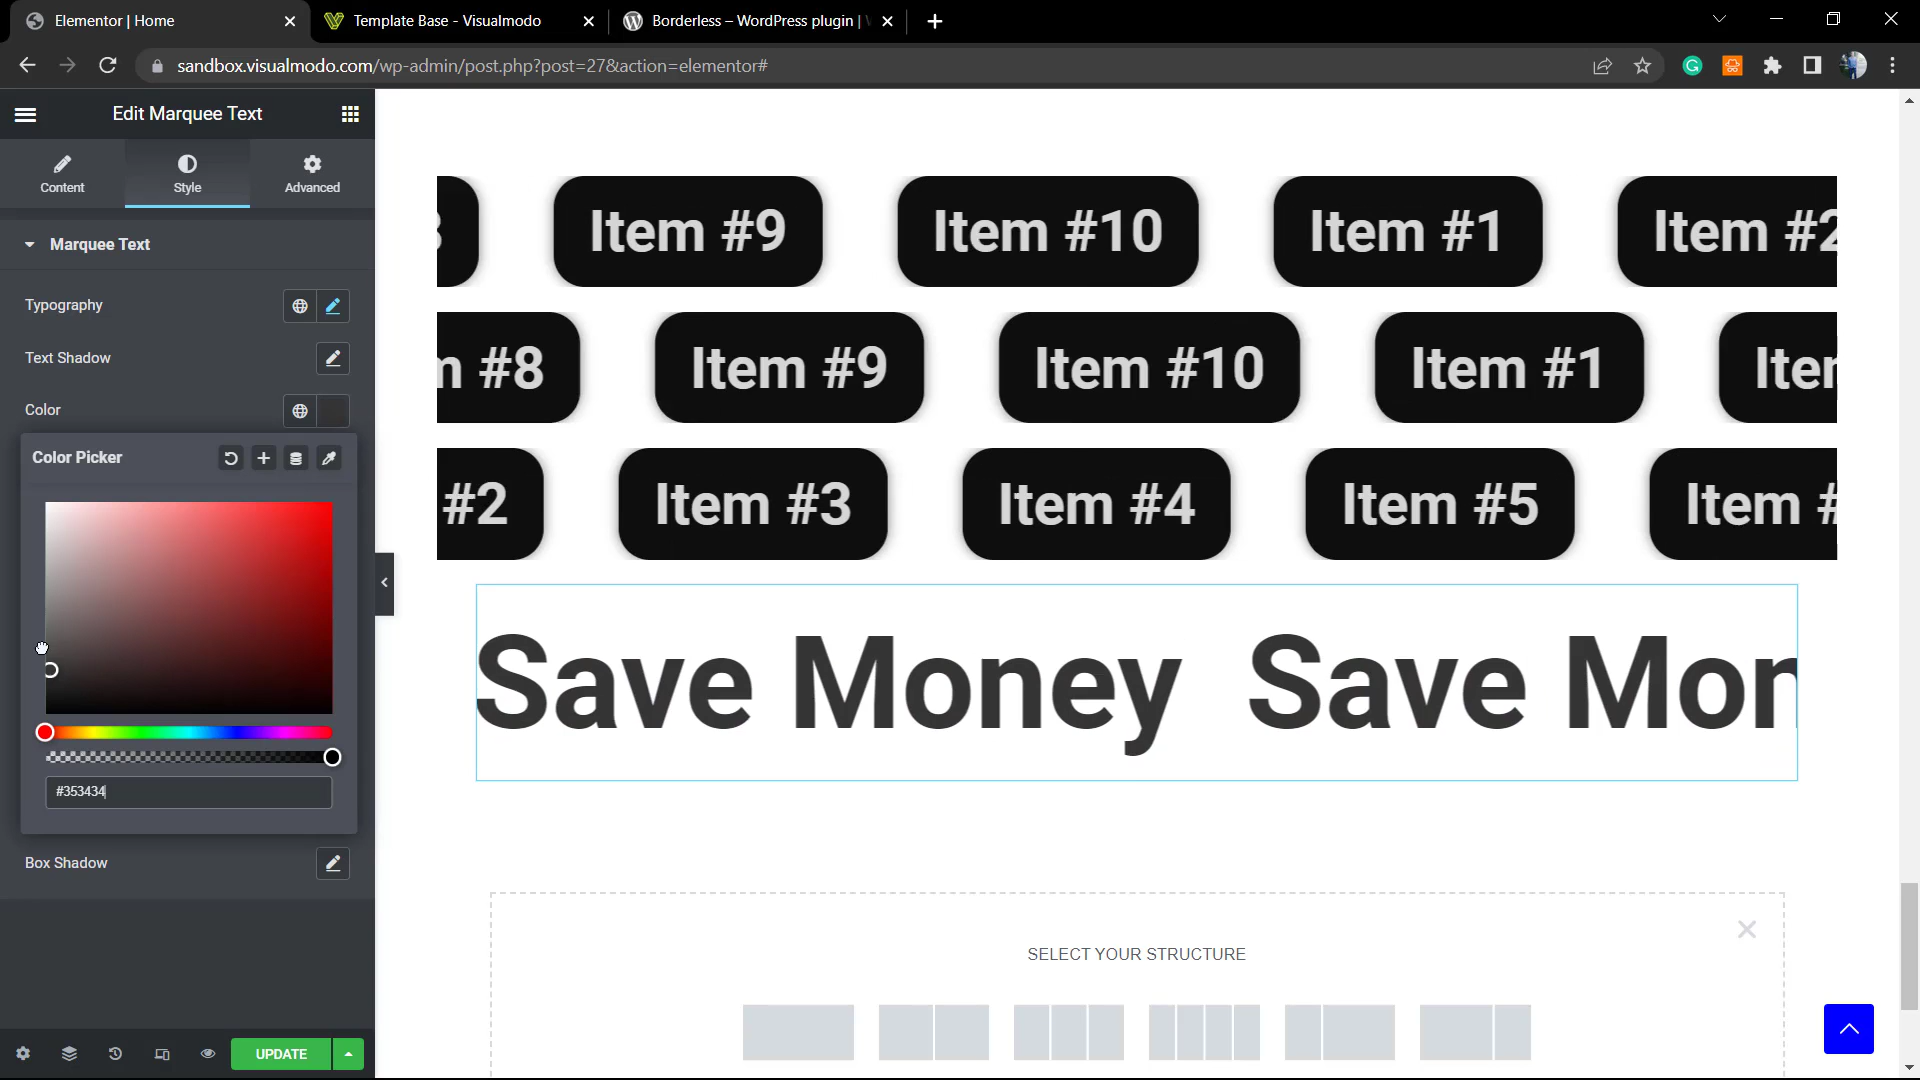 Elementor | Home
Template Base - Visualmodo
Borderless – WordPress plugin |
sandbox.visualmodo.com/wp-admin/post.php?post=27&action=elementor#
Edit Marquee Text
Content
Style
Advanced
Marquee Text
Typography
Text Shadow
Color
Color Picker
#353434
Box Shadow
UPDATE
Item #9
Item #10
Item #1
Item #2
m #8
Item #9
Item #10
Item #1
Iter
#2
Item #3
Item #4
Item #5
Item #
Save Money Save Mon
SELECT YOUR STRUCTURE